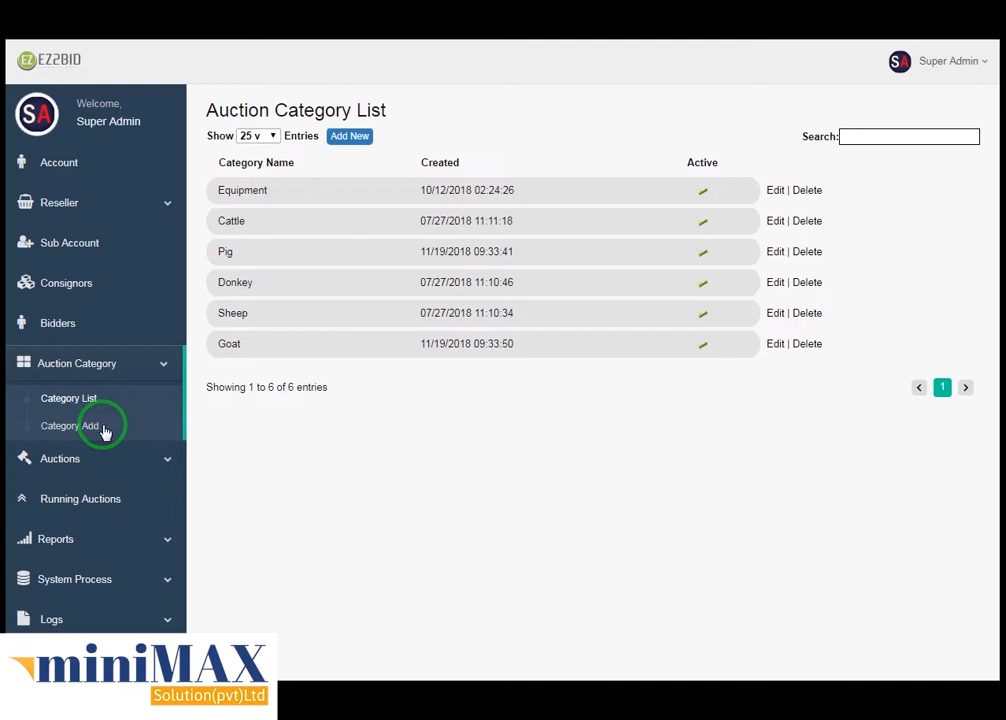 EZ EZ2BID
SA Super Admin
SA Welcome,
Super Admin
Account
Reseller
Sub Account
Consignors
Bidders
Auction Category
Category List
Category Add
Auctions
Running Auctions
Reports
System Process
Logs
Auction Category List
Show 25 v Entries Add New Search:
Category Name Created Active
Equipment 10/12/2018 02:24:26 Edit | Delete
Cattle 07/27/2018 11:11:18 Edit | Delete
Pig 11/19/2018 09:33:41 Edit | Delete
Donkey 07/27/2018 11:10:46 Edit | Delete
Sheep 07/27/2018 11:10:34 Edit | Delete
Goat 11/19/2018 09:33:50 Edit | Delete
Showing 1 to 6 of 6 entries 1
miniMAX
Solution(pvt)Ltd